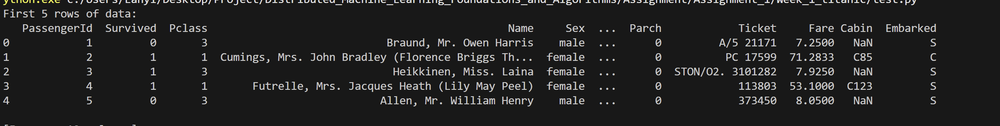 ython.exe C:/Users/Lanyi/Desktop/Project/Distributed_Machine_Learning_Foundations_and_Algorithms/Assignment/Assignment_1/Week_1_titanic/test.py
First 5 rows of data:
   PassengerId  Survived  Pclass                                               Name     Sex  ...  Parch            Ticket     Fare Cabin  Embarked
0            1         0       3                            Braund, Mr. Owen Harris    male  ...      0         A/5 21171   7.2500   NaN         S
1            2         1       1  Cumings, Mrs. John Bradley (Florence Briggs Th...  female  ...      0          PC 17599  71.2833   C85         C
2            3         1       3                             Heikkinen, Miss. Laina  female  ...      0  STON/O2. 3101282   7.9250   NaN         S
3            4         1       1       Futrelle, Mrs. Jacques Heath (Lily May Peel)  female  ...      0            113803  53.1000  C123         S
4            5         0       3                           Allen, Mr. William Henry    male  ...      0            373450   8.0500   NaN         S